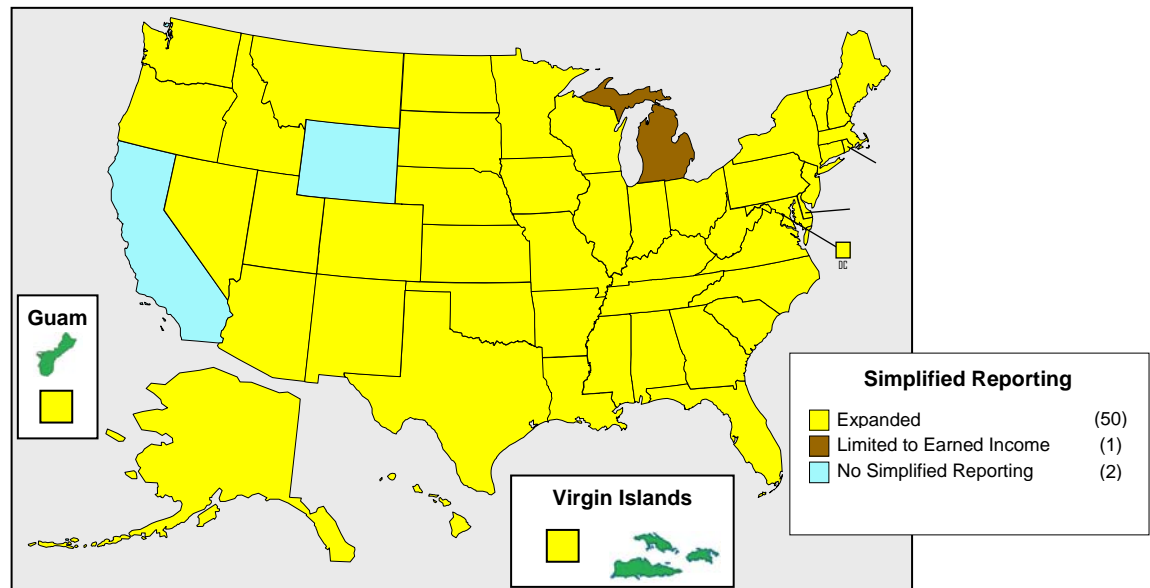 DC
Guam
Simplified Reporting
Expanded (50)
Limited to Earned Income (1)
No Simplified Reporting (2)
Virgin Islands